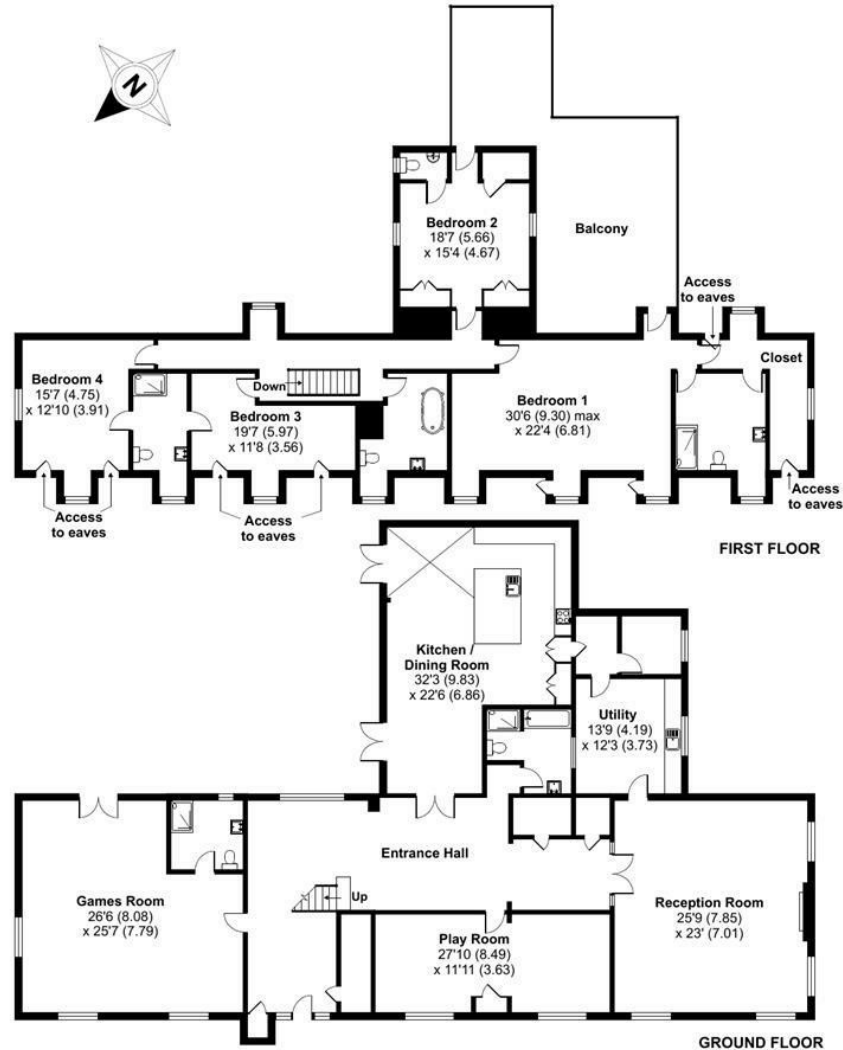 N
Bedroom 2
18'7 (5.66)
x 15'4 (4.67)
Balcony
Access
to eaves
Closet
Bedroom 4
15'7 (4.75)
x 12'10 (3.91)
Down
Bedroom 3
19'7 (5.97)
x 11'8 (3.56)
Bedroom 1
30'6 (9.30) max
x 22'4 (6.81)
Access
to eaves
Access
to eaves
Access
to eaves
FIRST FLOOR
Kitchen /
Dining Room
32'3 (9.83)
x 22'6 (6.86)
Utility
13'9 (4.19)
x 12'3 (3.73)
Entrance Hall
Up
Games Room
26'6 (8.08)
x 25'7 (7.79)
Reception Room
25'9 (7.85)
x 23' (7.01)
Play Room
27'10 (8.49)
x 11'11 (3.63)
GROUND FLOOR